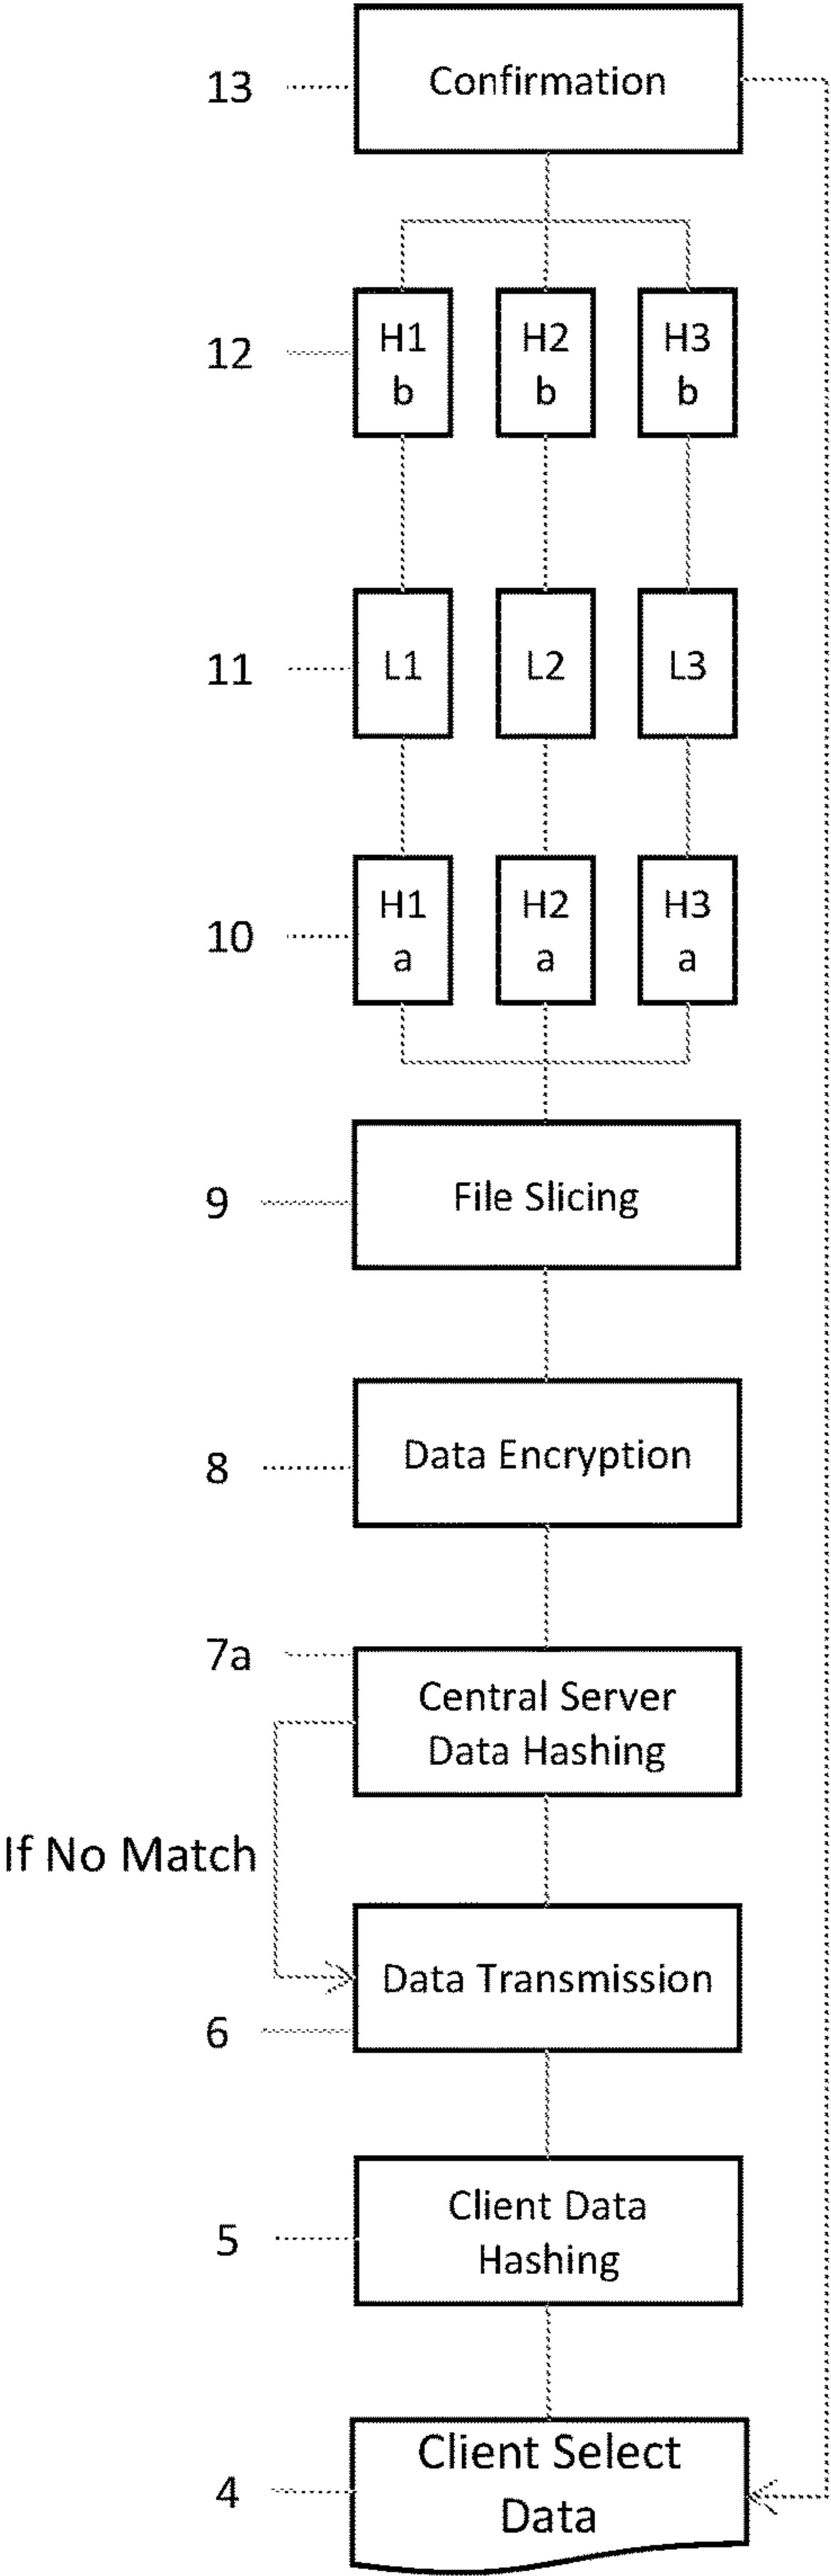 13
Confirmation
12
H1
b
H2
b
H3
b
11
L1
L2
L3
10
H1
a
H2
a
H3
a
9
File Slicing
8
Data Encryption
7a
Central Server
Data Hashing
If No Match
Data Transmission
6
Client Data
Hashing
5
Client Select
Data
4